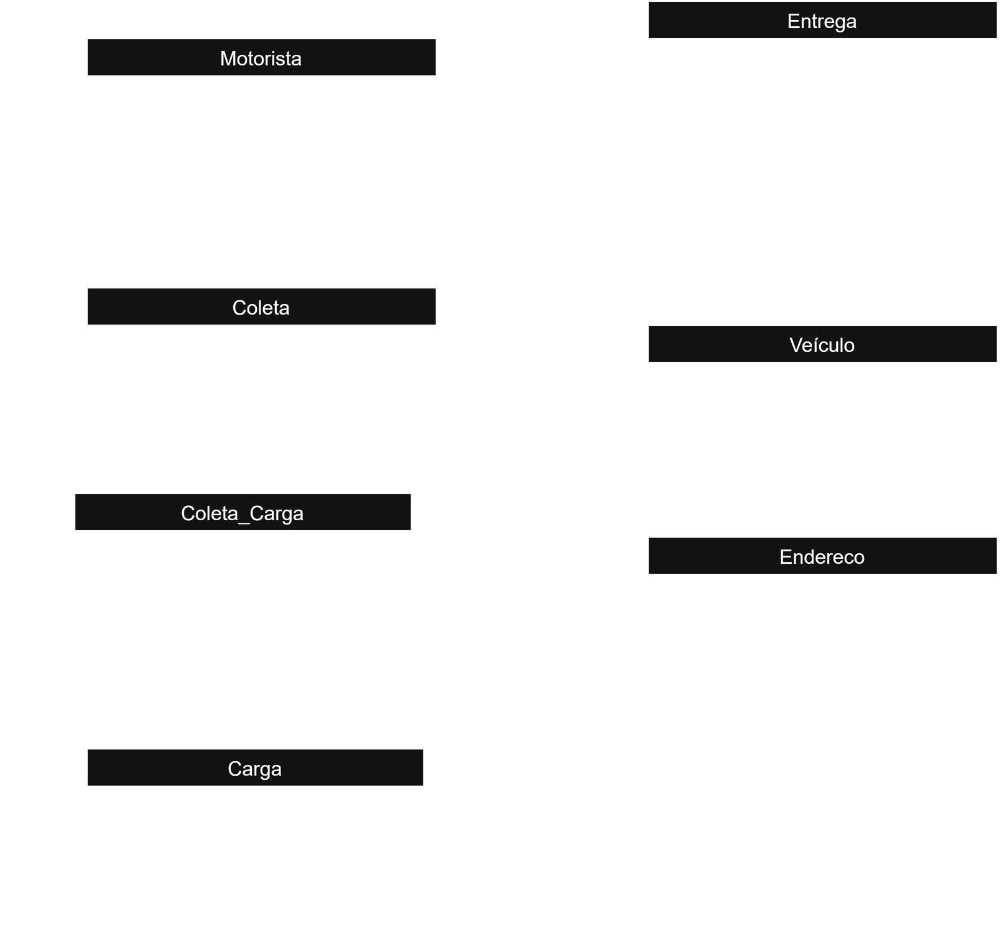 Entrega
Motorista
Coleta
Veículo
Coleta_Carga
Endereco
Carga